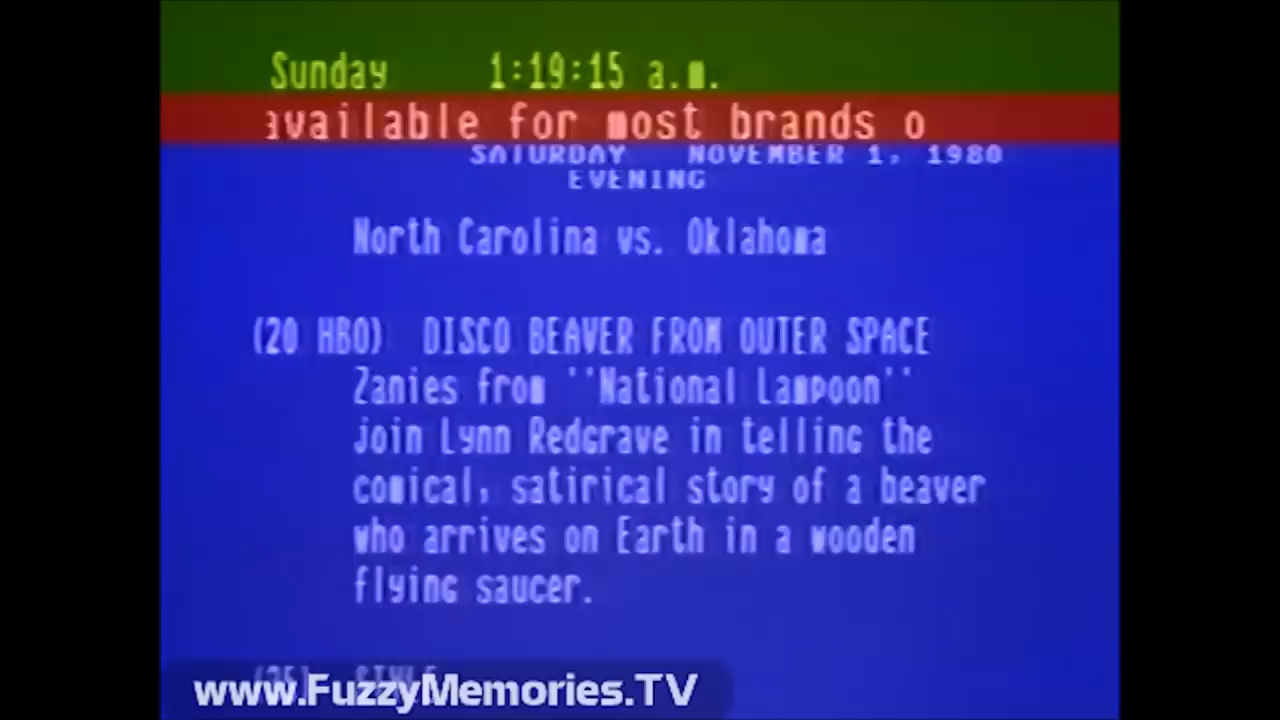 Sunday 1:19:15 a.m.
available for most brands o
SATURDAY NOVEMBER 1, 1980
EVENING
North Carolina vs. Oklahoma
(20 HBO) DISCO BEAVER FROM OUTER SPACE
Zanies from ''National Lampoon''
join Lynn Redgrave in telling the
comical, satirical story of a beaver
who arrives on Earth in a wooden
flying saucer.
www.FuzzyMemories.TV